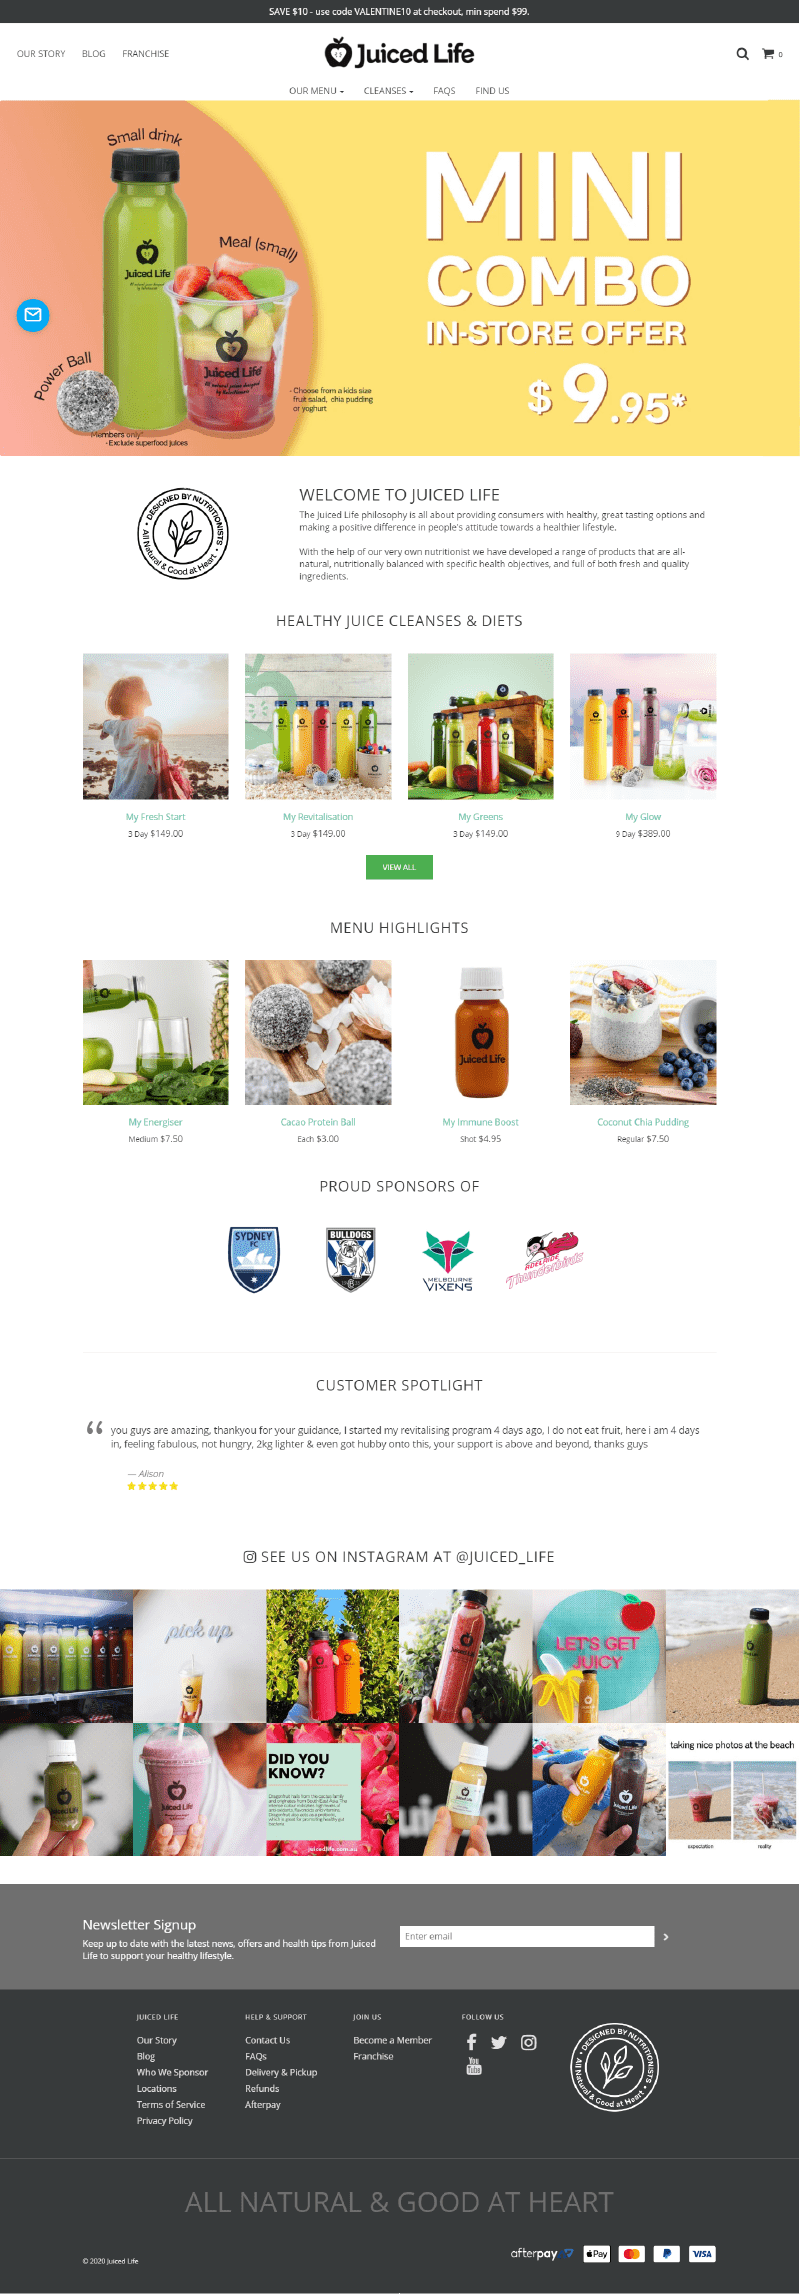 SAVE $10 - use code VALENTINE10 at checkout, min spend $99.
OUR STORY BLOG FRANCHISE
Juiced Life
0
OUR MENU CLEANSES FAQS FIND US
Small drink
Meal (small)
Power Ball
Juiced Life
Juiced Life
All natural juices designed
by Nutritionists
- Choose from a kids size
fruit salad, chia pudding
or yoghurt
Members only*
- Exclude superfood juices
MINI
COMBO
IN-STORE OFFER
$9.95*
DESIGNED BY NUTRITIONISTS
All Natural & Good at Heart
WELCOME TO JUICED LIFE
The Juiced Life philosophy is all about providing consumers with healthy, great tasting options and
making a positive difference in people's attitude towards a healthier lifestyle.
With the help of our very own nutritionist we have developed a range of products that are all-
natural, nutritionally balanced with specific health objectives, and full of both fresh and quality
ingredients.
HEALTHY JUICE CLEANSES & DIETS
My Fresh Start
3 Day $149.00
My Revitalisation
3 Day $149.00
My Greens
3 Day $149.00
My Glow
9 Day $389.00
VIEW ALL
MENU HIGHLIGHTS
Juiced Life
My Energiser
Medium $7.50
Cacao Protein Ball
Each $3.00
My Immune Boost
Shot $4.95
Coconut Chia Pudding
Regular $7.50
PROUD SPONSORS OF
SYDNEY
FC
BULLDOGS
MELBOURNE
VIXENS
ADELAIDE
Thunderbirds
CUSTOMER SPOTLIGHT
“ you guys are amazing, thankyou for your guidance, I started my revitalising program 4 days ago, I do not eat fruit, here i am 4 days
in, feeling fabulous, not hungry, 2kg lighter & even got hubby onto this, your support is above and beyond, thanks guys
— Alison
SEE US ON INSTAGRAM AT @JUICED_LIFE
pick up
LET'S GET
JUICY
Juiced Life
DID YOU
KNOW?
juicedlife.com.au
taking nice photos at the beach
expectation
reality
Newsletter Signup
Keep up to date with the latest news, offers and health tips from Juiced
Life to support your healthy lifestyle.
Enter email
JUICED LIFE
Our Story
Blog
Who We Sponsor
Locations
Terms of Service
Privacy Policy
HELP & SUPPORT
Contact Us
FAQs
Delivery & Pickup
Refunds
Afterpay
JOIN US
Become a Member
Franchise
FOLLOW US
You
Tube
DESIGNED BY NUTRITIONISTS
All Natural & Good at Heart
ALL NATURAL & GOOD AT HEART
© 2020 Juiced Life
afterpay
Pay
VISA